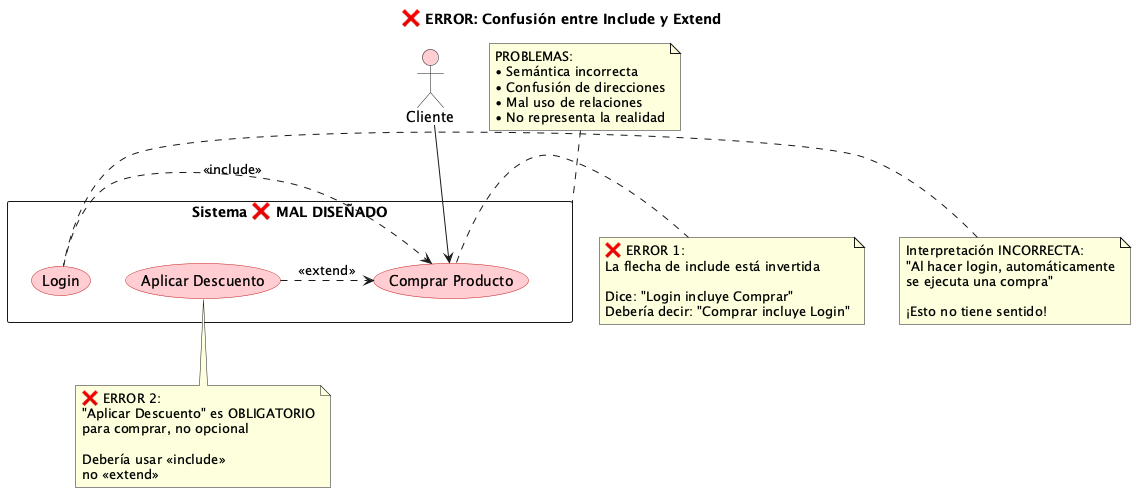 ❌ ERROR: Confusión entre Include y Extend
PROBLEMAS:
• Semántica incorrecta
• Confusión de direcciones
• Mal uso de relaciones
• No representa la realidad
Cliente
«include»
Sistema ❌ MAL DISEÑADO
Login
Aplicar Descuento
«extend»
Comprar Producto
❌ ERROR 1:
La flecha de include está invertida
Dice: "Login incluye Comprar"
Debería decir: "Comprar incluye Login"
Interpretación INCORRECTA:
"Al hacer login, automáticamente
se ejecuta una compra"
¡Esto no tiene sentido!
❌ ERROR 2:
"Aplicar Descuento" es OBLIGATORIO
para comprar, no opcional
Debería usar «include»
no «extend»